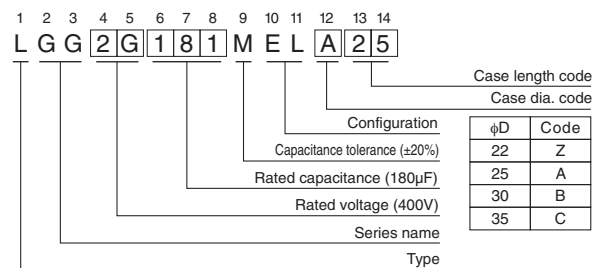 1 2 3 4 5 6 7 8 9 10 11 12 13 14
L G G 2 G 1 8 1 M E L A 2 5
Case length code
Case dia. code
Configuration
Capacitance tolerance (±20%)
Rated capacitance (180µF)
Rated voltage (400V)
Series name
Type
ϕD Code
22 Z
25 A
30 B
35 C